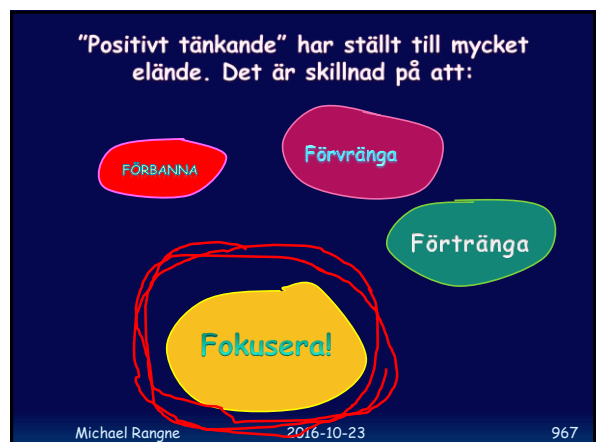 ”Positivt tänkande” har ställt till mycket
elände. Det är skillnad på att:
FÖRBANNA
Förvränga
Förtränga
Fokusera!
Michael Rangne 2016-10-23 967